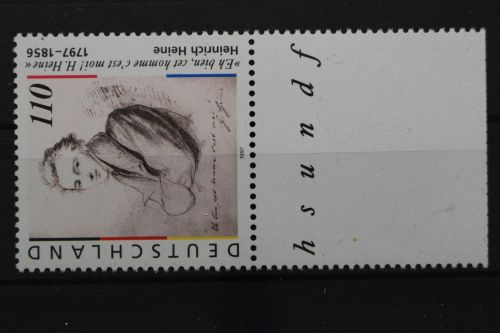 »Eh bien, cet homme c'est moi! H. Heine«
Heinrich Heine
1797–1856
110
1997
DEUTSCHLAND
h s u n d f